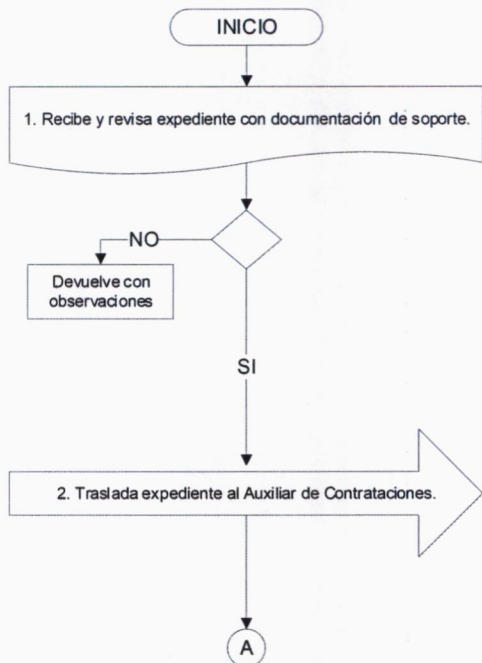 INICIO
1. Recibe y revisa expediente con documentación de soporte.
NO
Devuelve con
observaciones
SI
2. Traslada expediente al Auxiliar de Contrataciones.
A